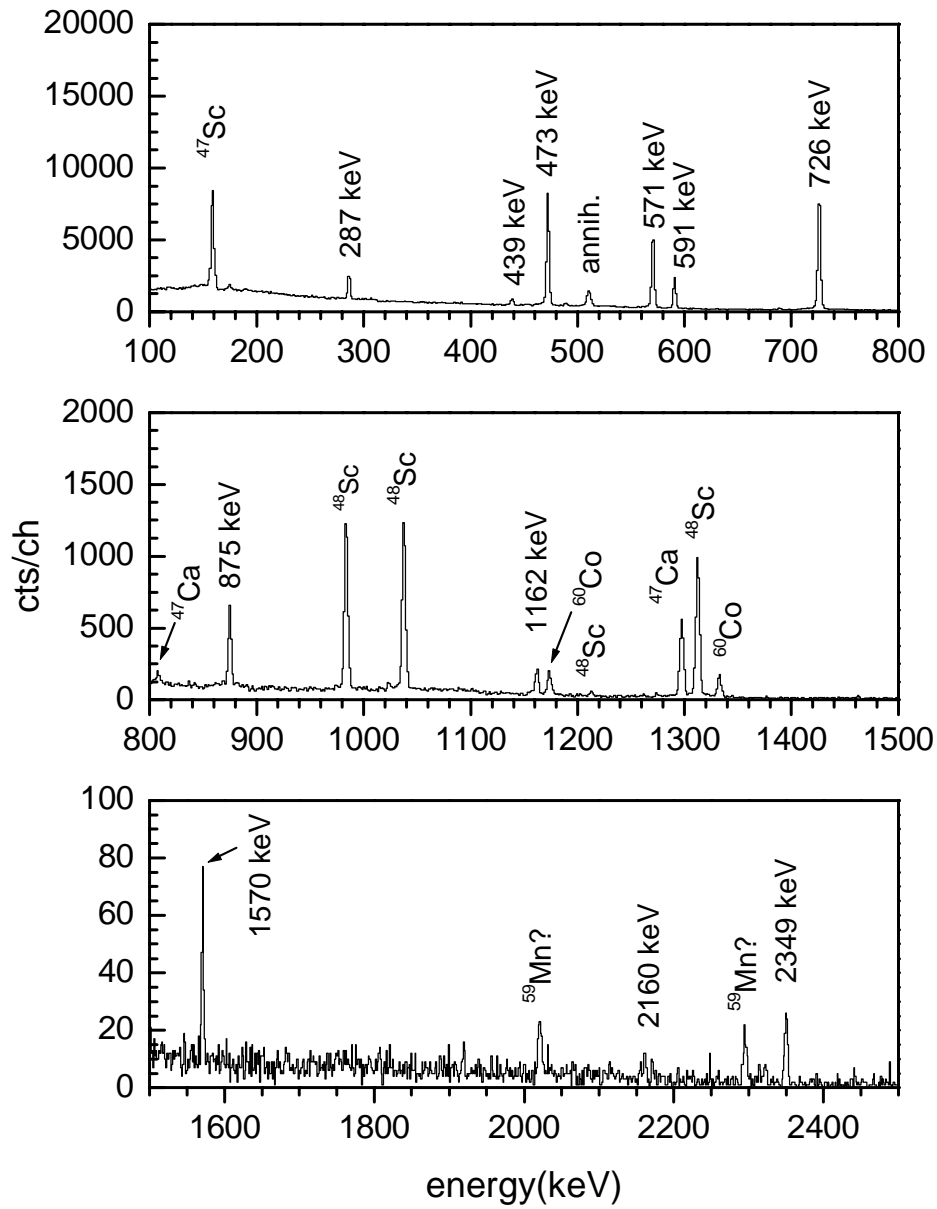 20000
15000
10000
5000
0
⁴⁷Sc
287 keV
439 keV
473 keV
annih.
571 keV
591 keV
726 keV
100 200 300 400 500 600 700 800
cts/ch
2000
1500
1000
500
0
⁴⁷Ca
875 keV
⁴⁸Sc
⁴⁸Sc
1162 keV
⁶⁰Co
⁴⁸Sc
⁴⁷Ca
⁴⁸Sc
⁶⁰Co
800 900 1000 1100 1200 1300 1400 1500
100
80
60
40
20
0
1570 keV
⁵⁹Mn?
2160 keV
⁵⁹Mn?
2349 keV
1600 1800 2000 2200 2400
energy(keV)